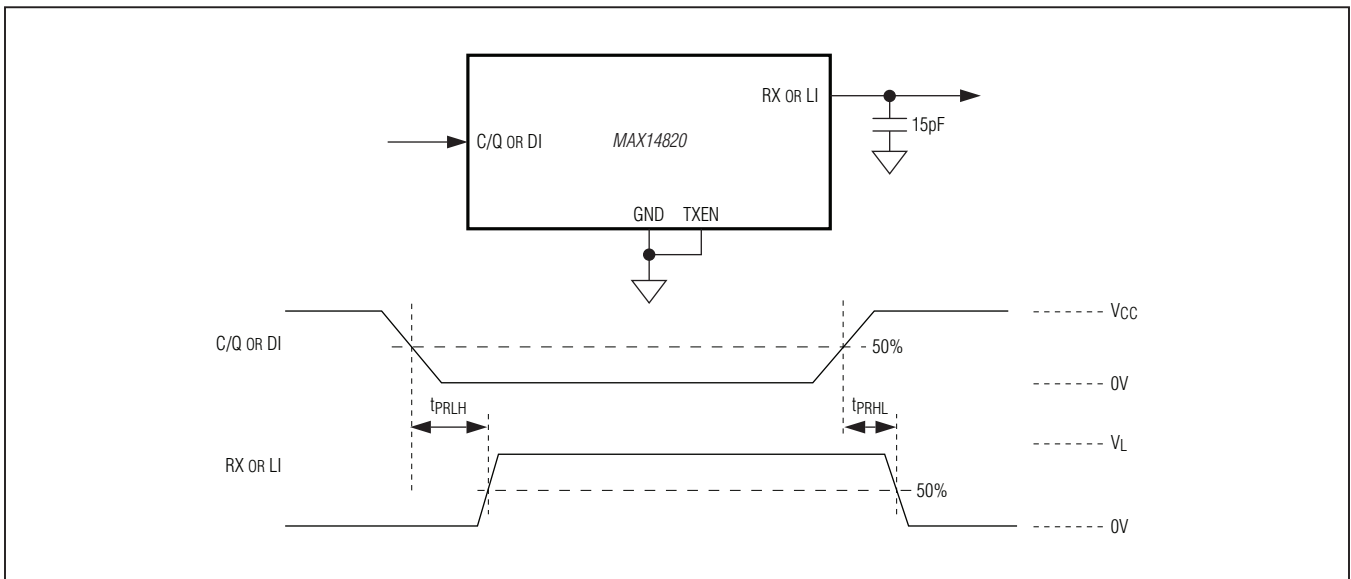 RX OR LI
15pF
C/Q OR DI
MAX14820
GND TXEN
VCC
C/Q OR DI
50%
0V
tPRLH
tPRHL
VL
RX OR LI
50%
0V